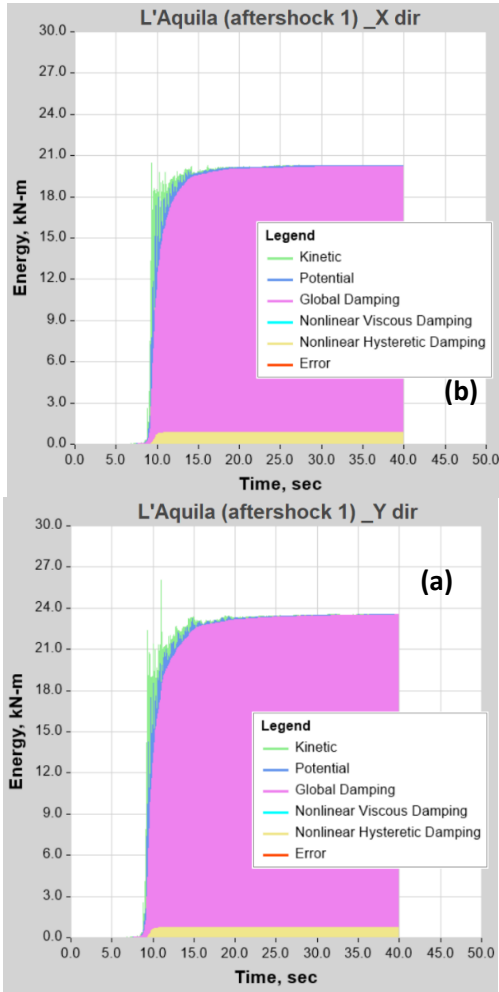 L'Aquila (aftershock 1) _X dir
30.0
27.0
24.0
21.0
18.0
15.0
12.0
9.0
6.0
3.0
0.0
Energy, kN-m
Legend
Kinetic
Potential
Global Damping
Nonlinear Viscous Damping
Nonlinear Hysteretic Damping
Error
(b)
0.0 5.0 10.0 15.0 20.0 25.0 30.0 35.0 40.0 45.0 50.0
Time, sec
L'Aquila (aftershock 1) _Y dir
30.0
27.0
24.0
21.0
18.0
15.0
12.0
9.0
6.0
3.0
0.0
Energy, kN-m
(a)
Legend
Kinetic
Potential
Global Damping
Nonlinear Viscous Damping
Nonlinear Hysteretic Damping
Error
0.0 5.0 10.0 15.0 20.0 25.0 30.0 35.0 40.0 45.0 50.0
Time, sec